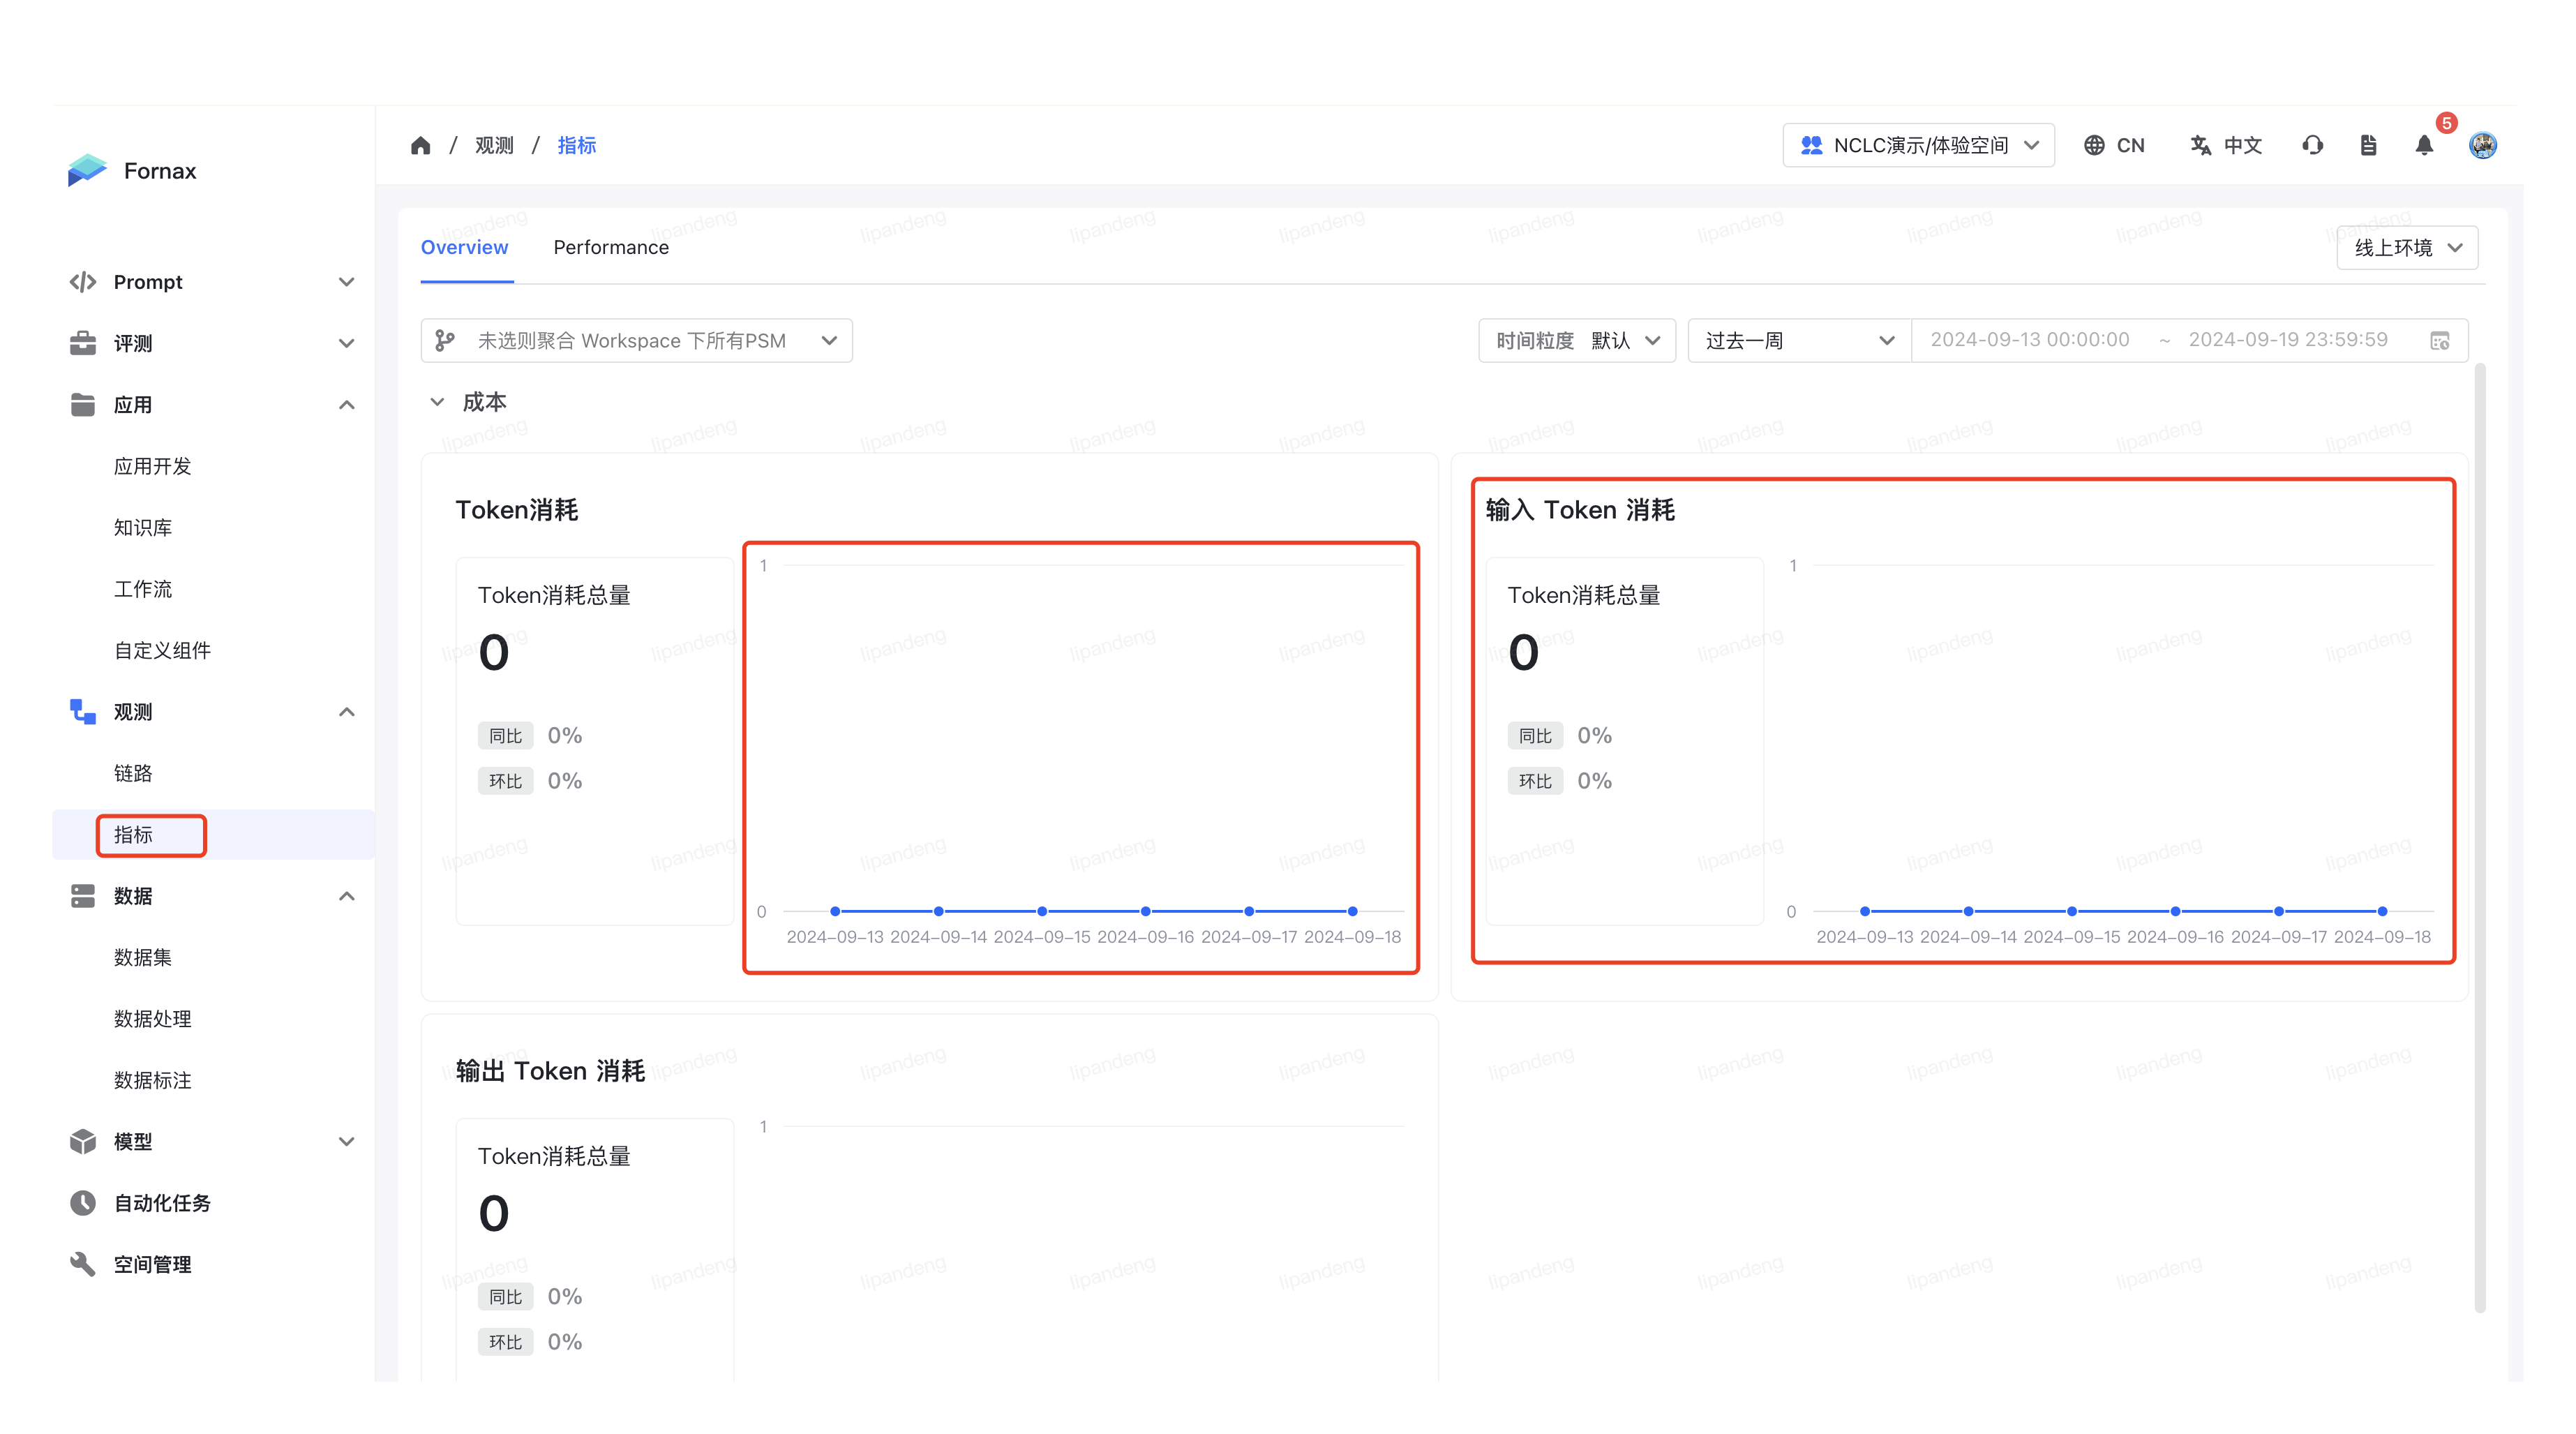 Fornax
Prompt
评测
应用
应用开发
知识库
工作流
自定义组件
观测
链路
指标
数据
数据集
数据处理
数据标注
模型
自动化任务
空间管理
/ 观测 / 指标
NCLC演示/体验空间
CN
中文
5
Overview
Performance
线上环境
未选则聚合 Workspace 下所有PSM
时间粒度 默认
过去一周
2024-09-13 00:00:00 ~ 2024-09-19 23:59:59
成本
Token消耗
Token消耗总量
0
同比 0%
环比 0%
1
0
2024-09-13 2024-09-14 2024-09-15 2024-09-16 2024-09-17 2024-09-18
输入 Token 消耗
Token消耗总量
0
同比 0%
环比 0%
1
0
2024-09-13 2024-09-14 2024-09-15 2024-09-16 2024-09-17 2024-09-18
输出 Token 消耗
Token消耗总量
0
同比 0%
环比 0%
1
lipandeng